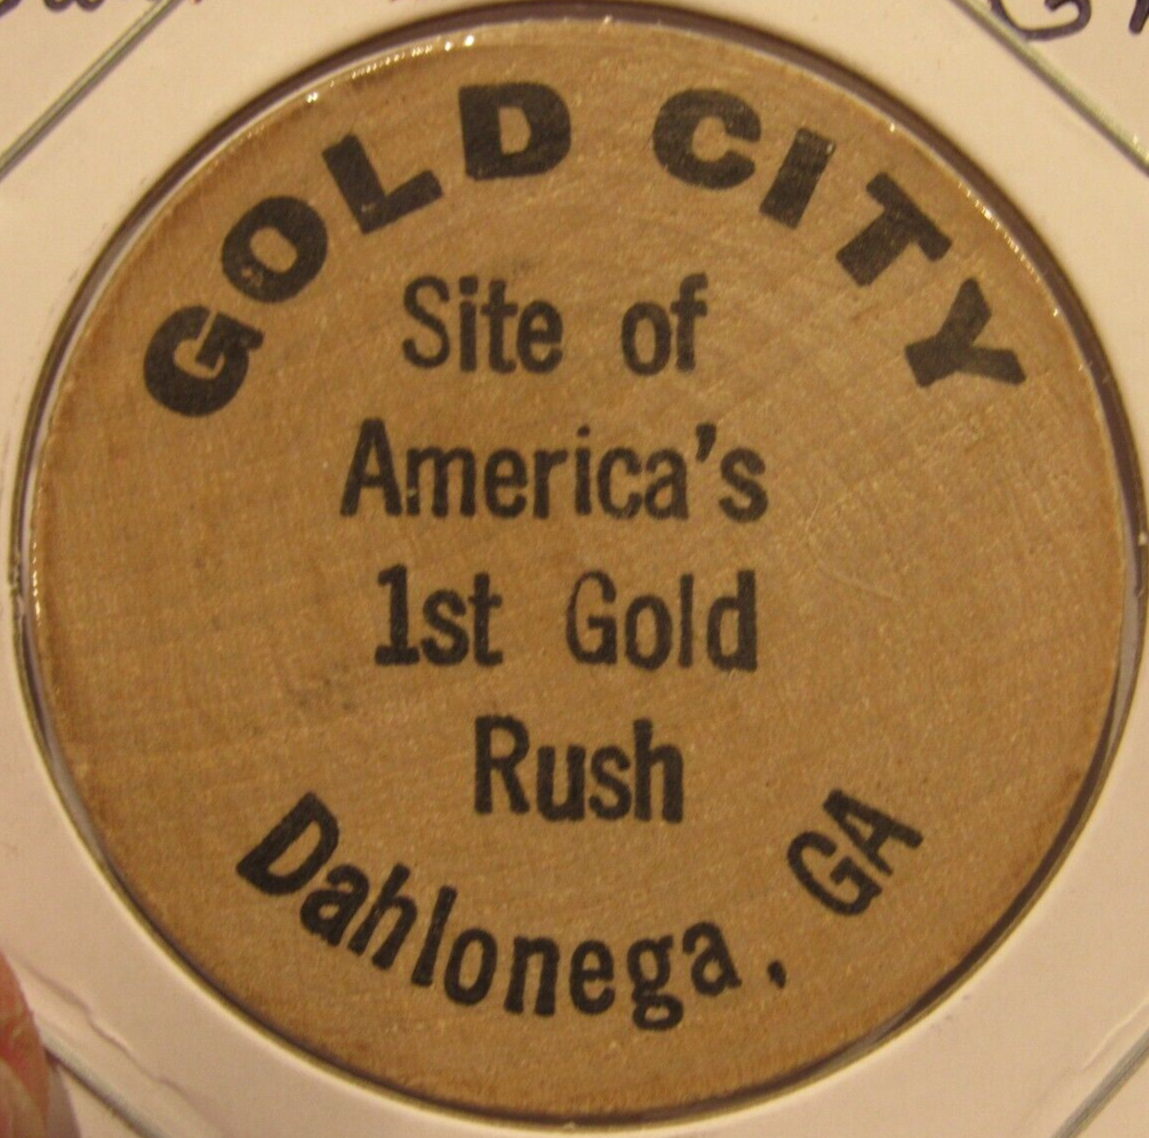 GOLD CITY
Site of
America's
1st Gold
Rush
Dahlonega, GA